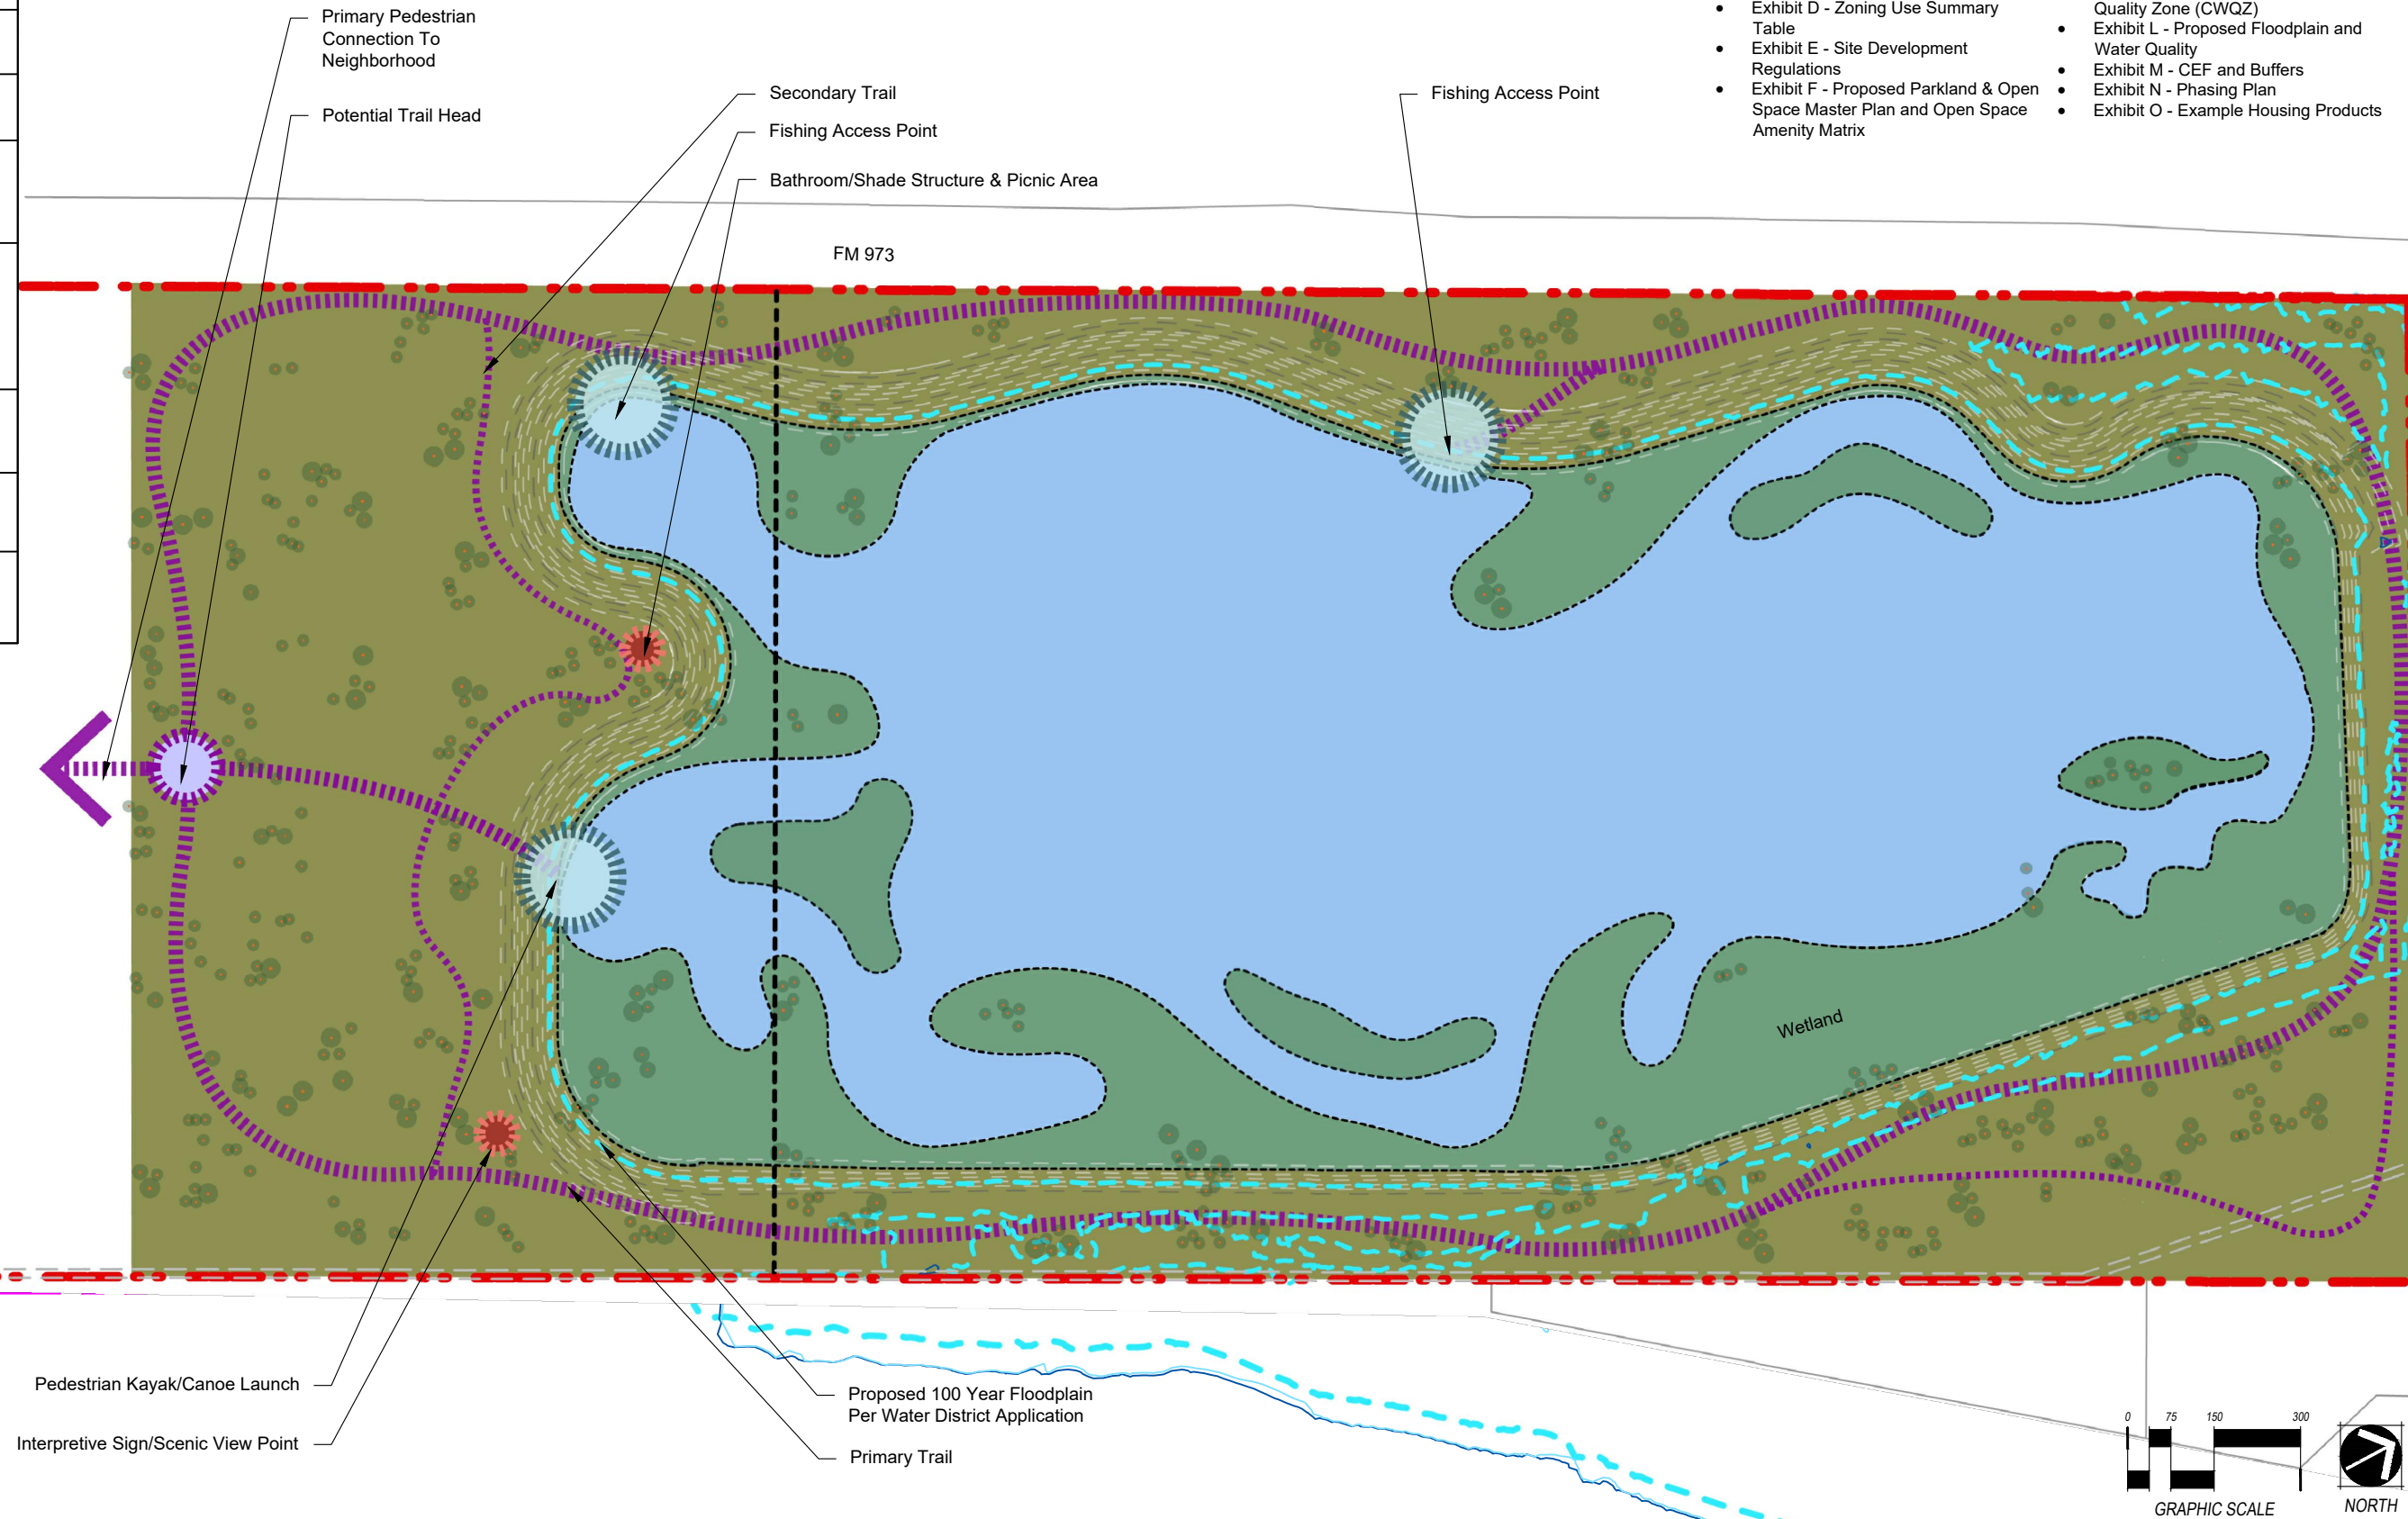 Primary Pedestrian
Connection To
Neighborhood
Potential Trail Head
Secondary Trail
Fishing Access Point
Bathroom/Shade Structure & Picnic Area
Fishing Access Point
• Exhibit D - Zoning Use Summary
Table
• Exhibit E - Site Development
Regulations
• Exhibit F - Proposed Parkland & Open
Space Master Plan and Open Space
Amenity Matrix
Quality Zone (CWQZ)
• Exhibit L - Proposed Floodplain and
Water Quality
• Exhibit M - CEF and Buffers
• Exhibit N - Phasing Plan
• Exhibit O - Example Housing Products
FM 973
Wetland
Pedestrian Kayak/Canoe Launch
Interpretive Sign/Scenic View Point
Proposed 100 Year Floodplain
Per Water District Application
Primary Trail
0 75 150 300
GRAPHIC SCALE
NORTH